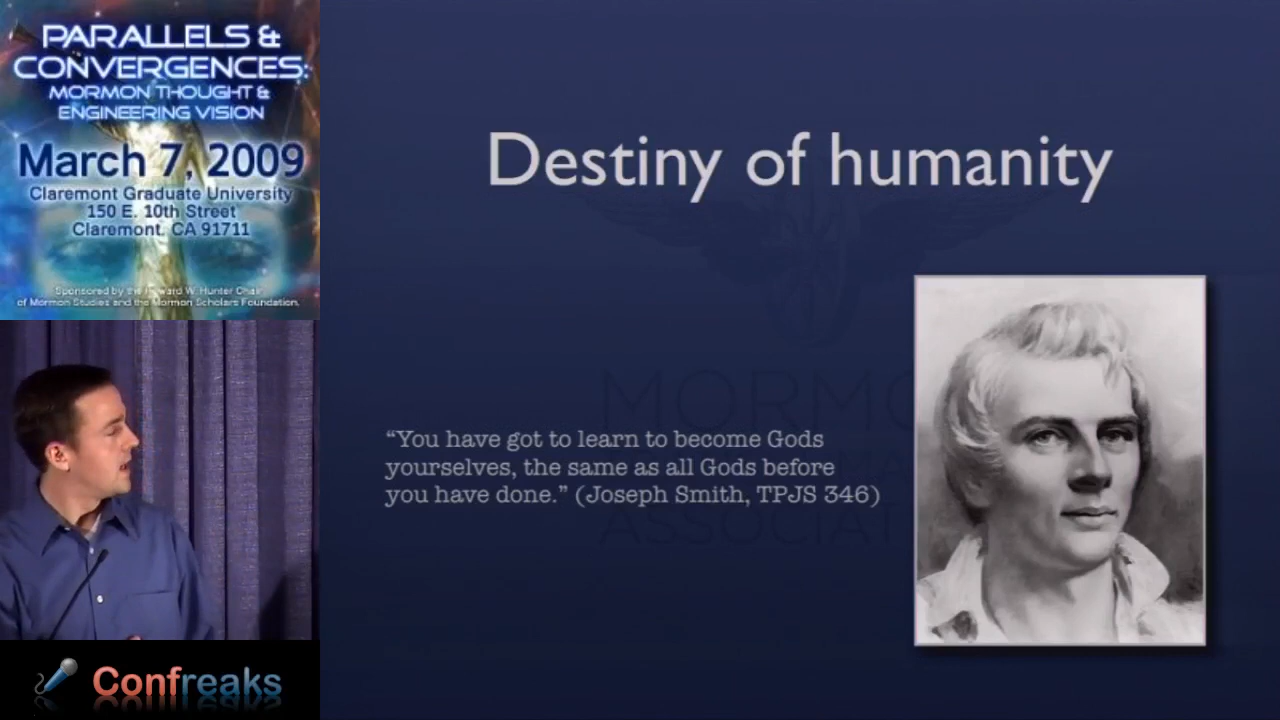 PARALLELS &
CONVERGENCES:
MORMON THOUGHT &
ENGINEERING VISION
March 7, 2009
Claremont Graduate University
150 E. 10th Street
Claremont, CA 91711
Sponsored by the Howard W. Hunter Chair
of Mormon Studies and the Mormon Scholars Foundation.
Confreaks
Destiny of humanity
“You have got to learn to become Gods
yourselves, the same as all Gods before
you have done.” (Joseph Smith, TPJS 346)
MORMO
ASSOCIAT